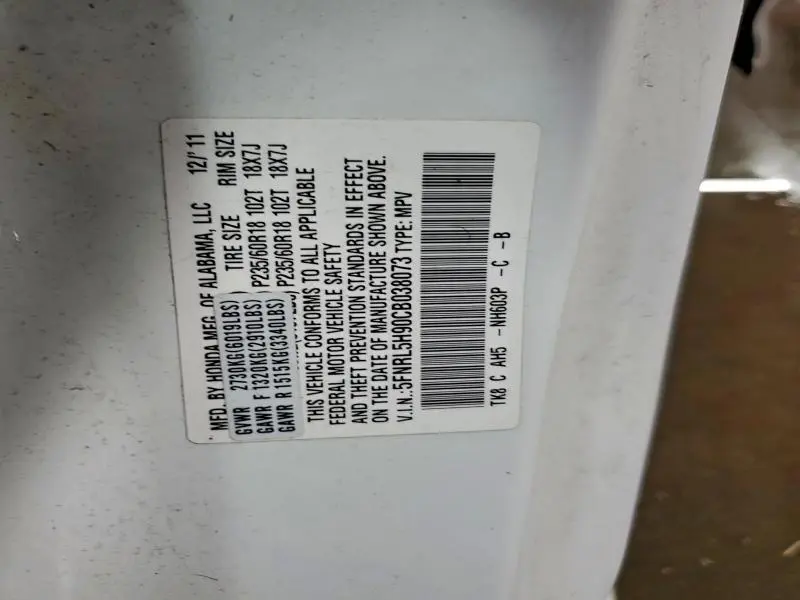 MFD. BY HONDA MFG. OF ALABAMA, LLC 12/'11
GVWR 2730KG(6019LBS) TIRE SIZE RIM SIZE
GAWR F 1320KG(2910LBS) P235/60R18 102T 18X7J
GAWR R 1515KG(3340LBS) P235/60R18 102T 18X7J
THIS VEHICLE CONFORMS TO ALL APPLICABLE
FEDERAL MOTOR VEHICLE SAFETY
AND THEFT PREVENTION STANDARDS IN EFFECT
ON THE DATE OF MANUFACTURE SHOWN ABOVE.
V.I.N.: 5FNRL5H90CB038073 TYPE: MPV
TK8 C AH5 -NH603P -C -B